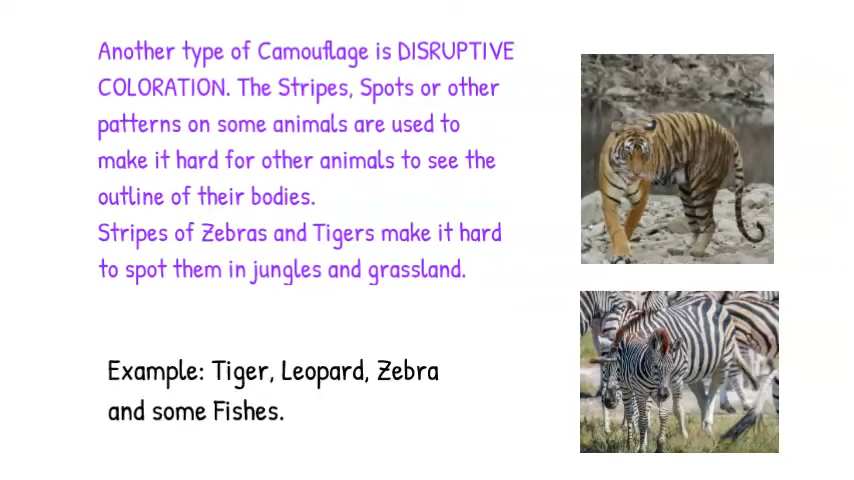 Another type of Camouflage is DISRUPTIVE
COLORATION. The Stripes, Spots or other
patterns on some animals are used to
make it hard for other animals to see the
outline of their bodies.
Stripes of Zebras and Tigers make it hard
to spot them in jungles and grassland.
Example: Tiger, Leopard, Zebra
and some Fishes.